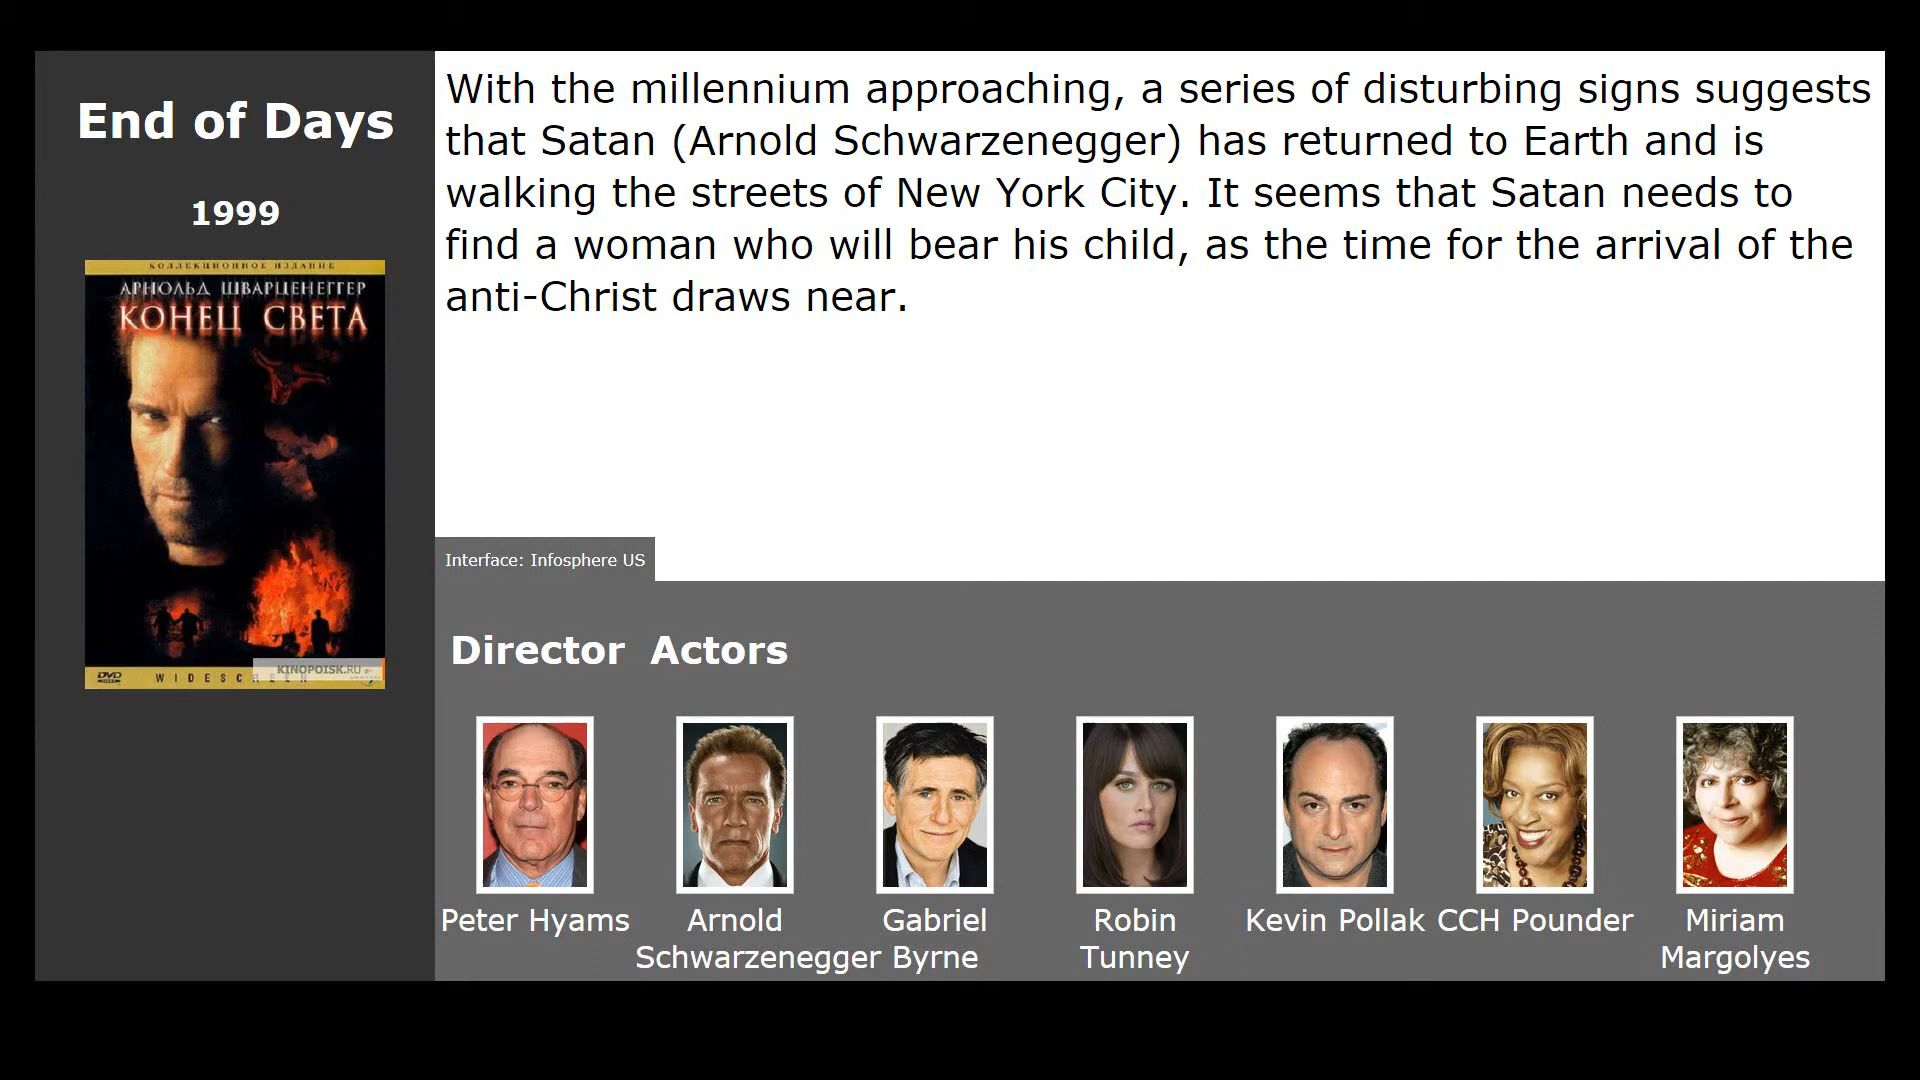 End of Days
1999
КОЛЛЕКЦИОННОЕ ИЗДАНИЕ
АРНОЛЬД ШВАРЦЕНЕГГЕР
КОНЕЦ СВЕТА
KINOPOISK.RU
DVD
WIDESCREEN
With the millennium approaching, a series of disturbing signs suggests
that Satan (Arnold Schwarzenegger) has returned to Earth and is
walking the streets of New York City. It seems that Satan needs to
find a woman who will bear his child, as the time for the arrival of the
anti-Christ draws near.
Interface: Infosphere US
Director Actors
Peter Hyams
Arnold
Schwarzenegger
Gabriel
Byrne
Robin
Tunney
Kevin Pollak
CCH Pounder
Miriam
Margolyes